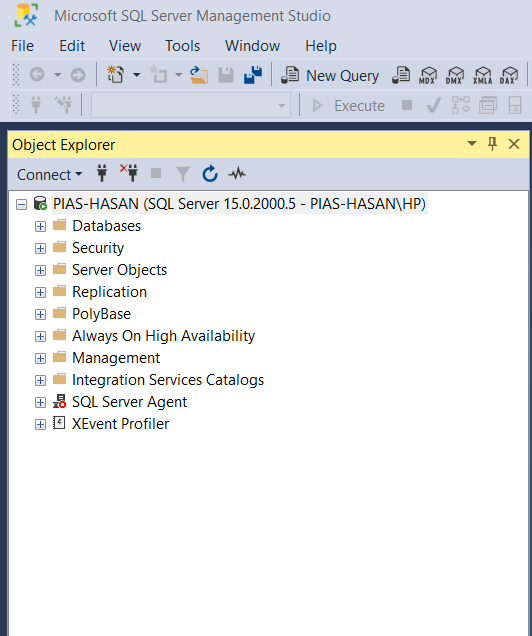 Microsoft SQL Server Management Studio
File Edit View Tools Window Help
New Query MDX DMX XMLA DAX
Execute
Object Explorer
Connect
PIAS-HASAN (SQL Server 15.0.2000.5 - PIAS-HASAN\HP)
Databases
Security
Server Objects
Replication
PolyBase
Always On High Availability
Management
Integration Services Catalogs
SQL Server Agent
XEvent Profiler